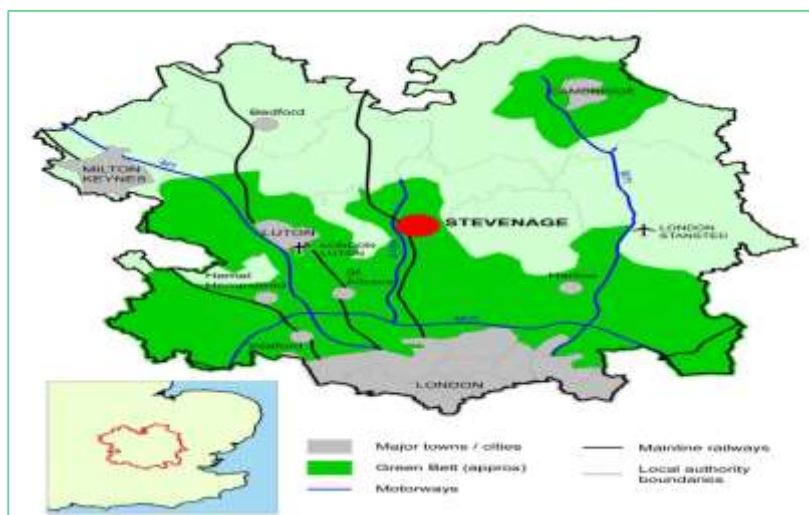 CAMBRIDGE
Bedford
MILTON
KEYNES
STEVENAGE
LUTON
LONDON
STANSTED
LONDON
LUTON
Hemel
Hempstead
St
Albans
Harlow
Watford
LONDON
Major towns / cities
Green Belt (approx)
Motorways
Mainline railways
Local authority
boundaries